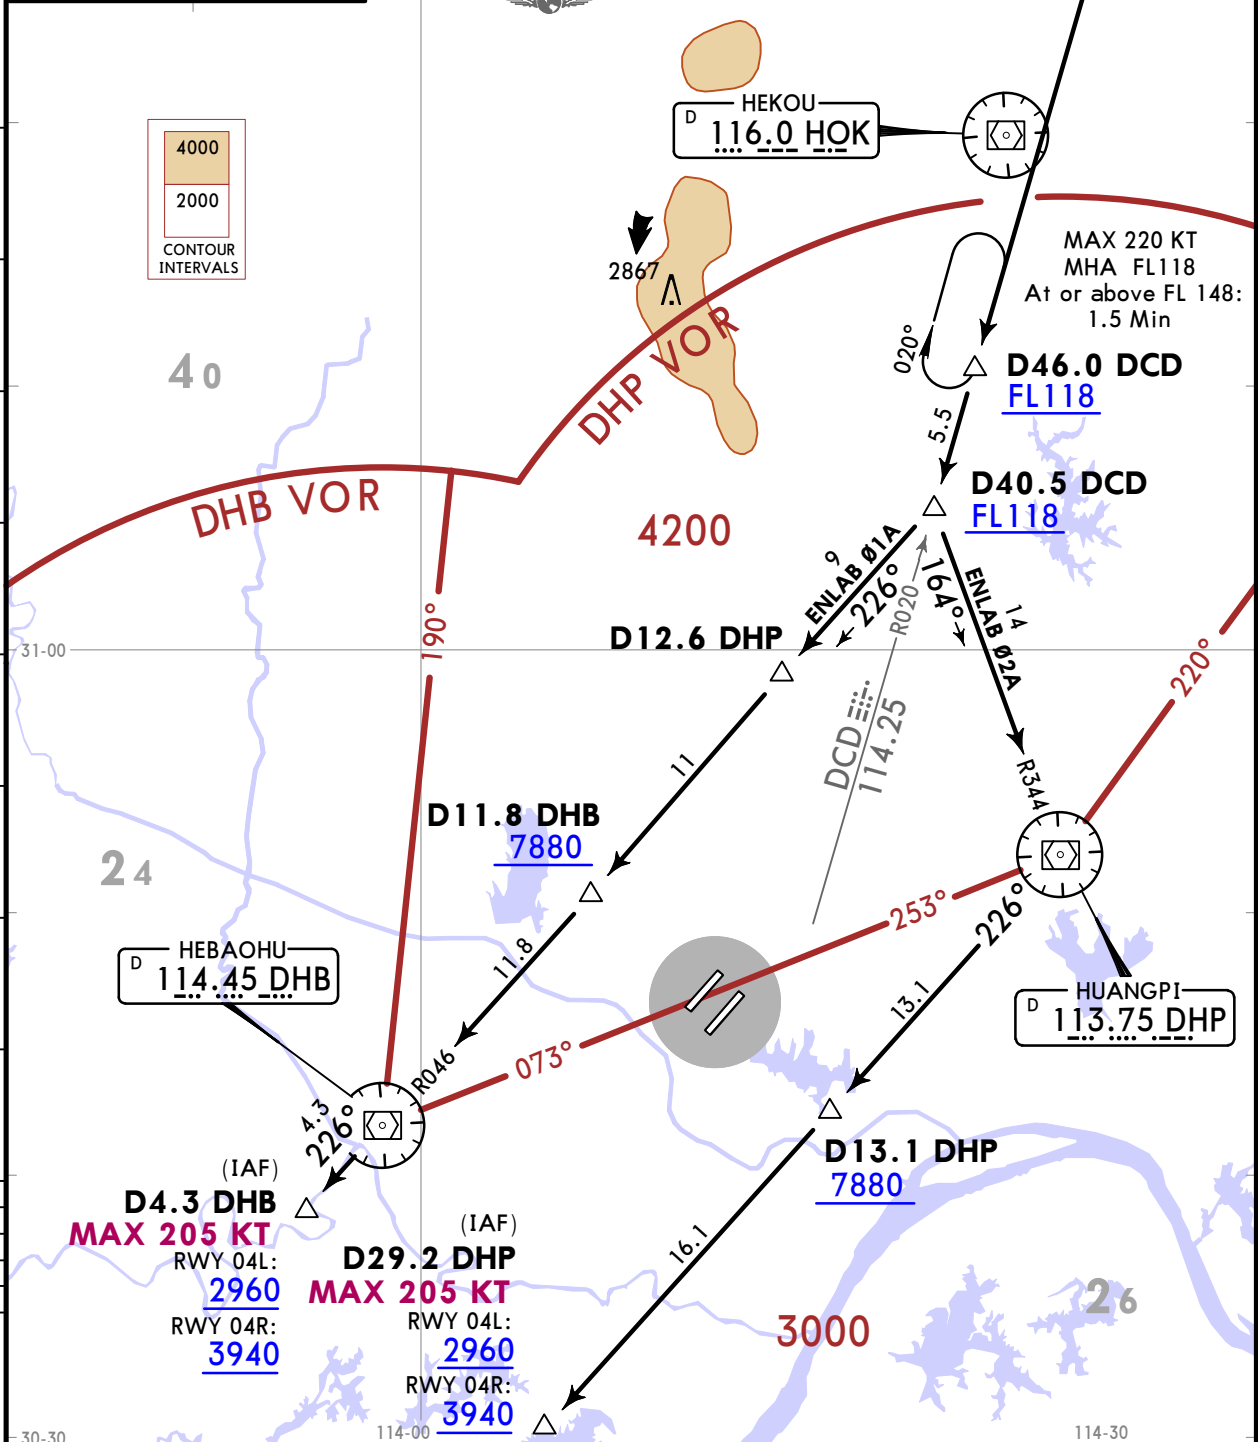 HEKOU
D 116.0 HOK
4000
2000
CONTOUR
INTERVALS
2867
MAX 220 KT
MHA FL118
At or above FL 148:
1.5 Min
DHP VOR
020°
D46.0 DCD
FL118
40
5.5
D40.5 DCD
FL118
DHB VOR
4200
9
ENLAB Ø1A
226°
R020
164°
14
ENLAB Ø2A
190°
D12.6 DHP
31-00
220°
DCD
114.25
11
R344
D11.8 DHB
7880
24
253°
226°
HEBAOHU
D 114.45 DHB
11.8
13.1
HUANGPI
D 113.75 DHP
R046
073°
4.3
226°
D13.1 DHP
7880
(IAF)
D4.3 DHB
MAX 205 KT
RWY 04L:
2960
RWY 04R:
3940
(IAF)
D29.2 DHP
MAX 205 KT
RWY 04L:
2960
RWY 04R:
3940
16.1
26
3000
30-30
114-00
114-30